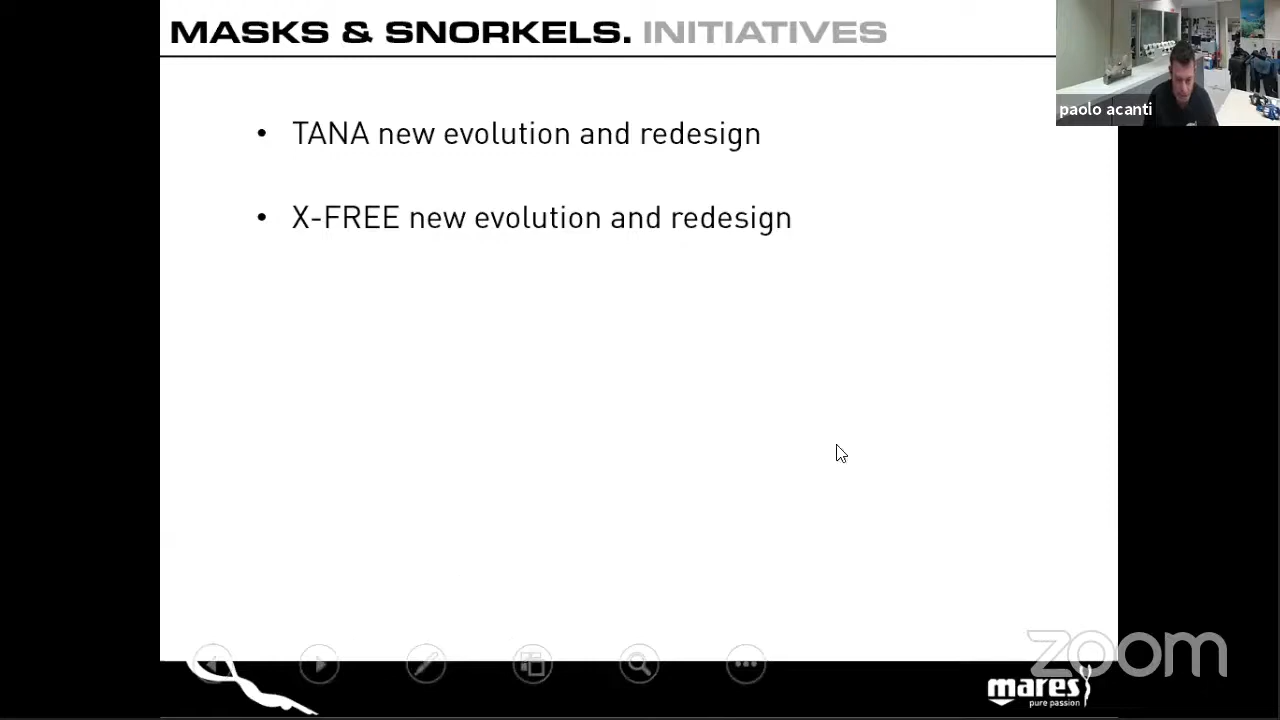 MASKS & SNORKELS. INITIATIVES
paolo acanti
• TANA new evolution and redesign
• X-FREE new evolution and redesign
zoom
mares
pure passion